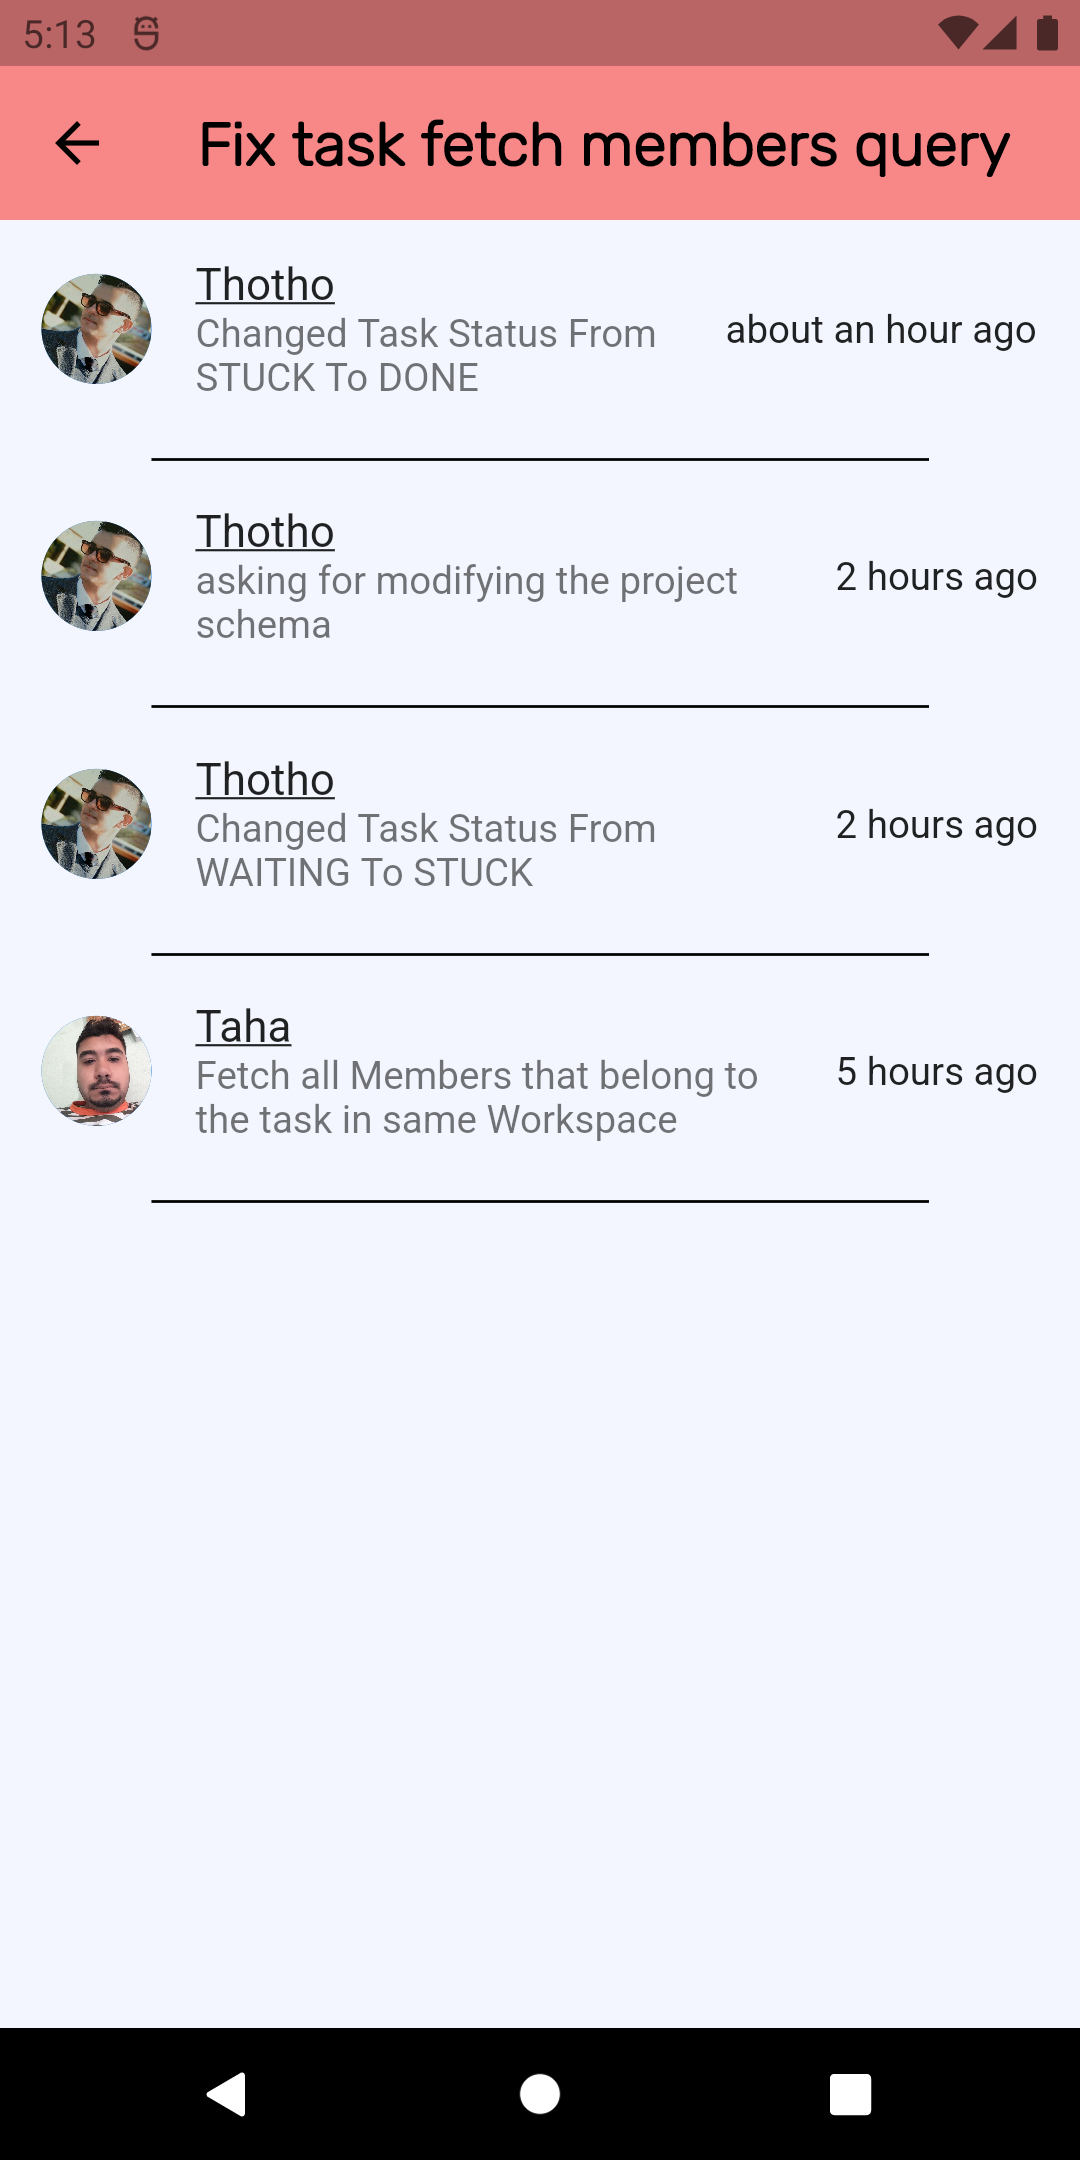 5:13
Fix task fetch members query
Thotho
Changed Task Status From
STUCK To DONE
about an hour ago
Thotho
asking for modifying the project
schema
2 hours ago
Thotho
Changed Task Status From
WAITING To STUCK
2 hours ago
Taha
Fetch all Members that belong to
the task in same Workspace
5 hours ago